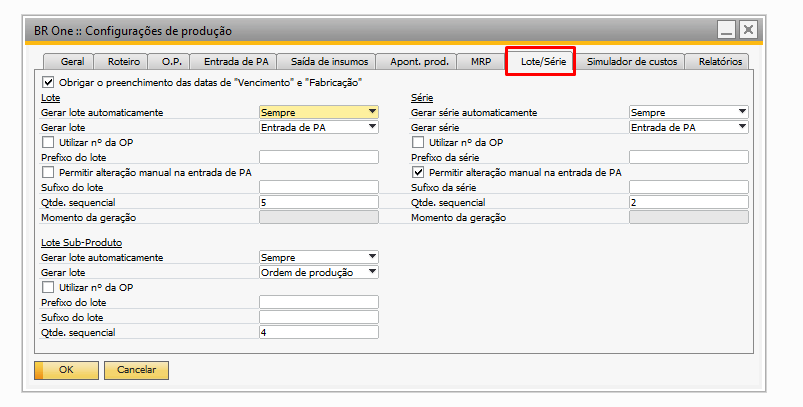 BR One :: Configurações de produção
Geral Roteiro O.P. Entrada de PA Saída de insumos Apont. prod. MRP Lote/Série Simulador de custos Relatórios
Obrigar o preenchimento das datas de "Vencimento" e "Fabricação"
Lote
Gerar lote automaticamente Sempre
Gerar lote Entrada de PA
Utilizar nº da OP
Prefixo do lote
Permitir alteração manual na entrada de PA
Sufixo do lote
Qtde. sequencial 5
Momento da geração
Série
Gerar série automaticamente Sempre
Gerar série Entrada de PA
Utilizar nº da OP
Prefixo da série
Permitir alteração manual na entrada de PA
Sufixo da série
Qtde. sequencial 2
Momento da geração
Lote Sub-Produto
Gerar lote automaticamente Sempre
Gerar lote Ordem de produção
Utilizar nº da OP
Prefixo do lote
Sufixo do lote
Qtde. sequencial 4
OK Cancelar